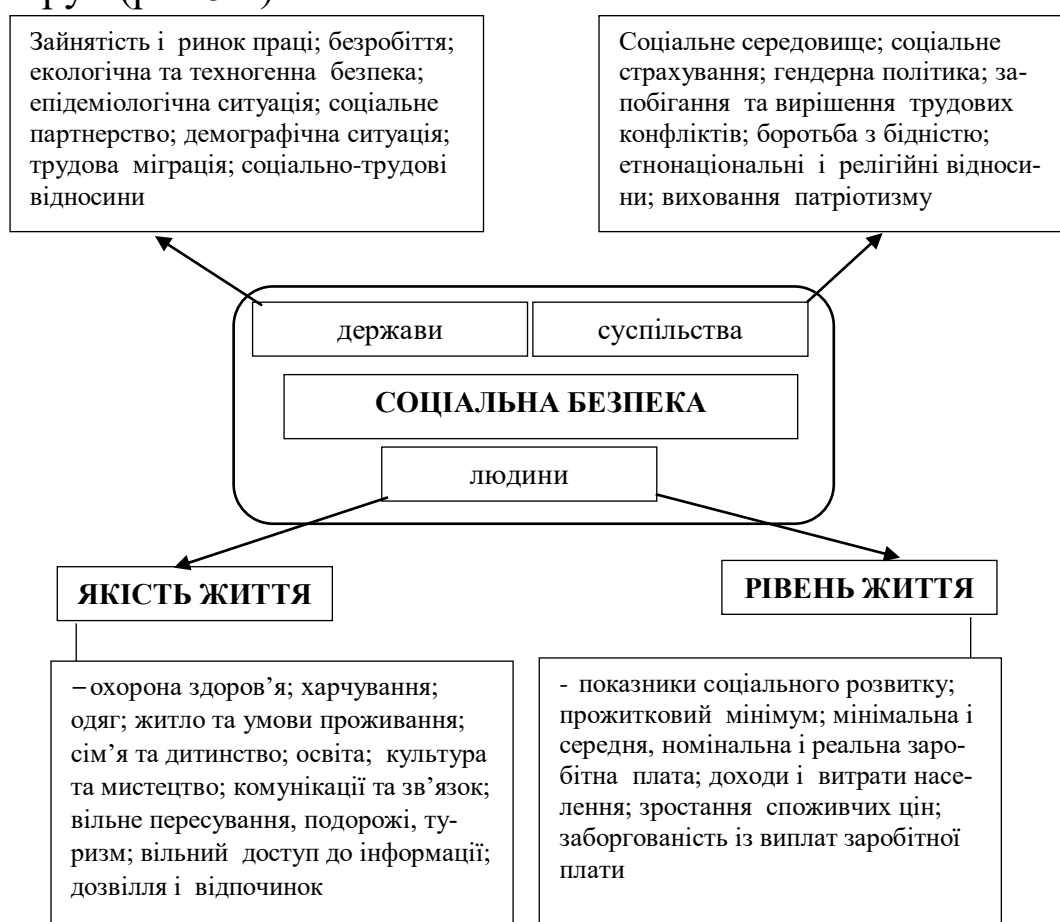 Зайнятість і ринок праці; безробіття;
екологічна та техногенна безпека;
епідеміологічна ситуація; соціальне
партнерство; демографічна ситуація;
трудова міграція; соціально-трудові
відносини
Соціальне середовище; соціальне
страхування; гендерна політика; за-
побігання та вирішення трудових
конфліктів; боротьба з бідністю;
етнонаціональні і релігійні відноси-
ни; виховання патріотизму
держави
суспільства
СОЦІАЛЬНА БЕЗПЕКА
людини
ЯКІСТЬ ЖИТТЯ
РІВЕНЬ ЖИТТЯ
– охорона здоров’я; харчування;
одяг; житло та умови проживання;
сім’я та дитинство; освіта; культура
та мистецтво; комунікації та зв’язок;
вільне пересування, подорожі, ту-
ризм; вільний доступ до інформації;
дозвілля і відпочинок
- показники соціального розвитку;
прожитковий мінімум; мінімальна і
середня, номінальна і реальна заро-
бітна плата; доходи і витрати насе-
лення; зростання споживчих цін;
заборгованість із виплат заробітної
плати